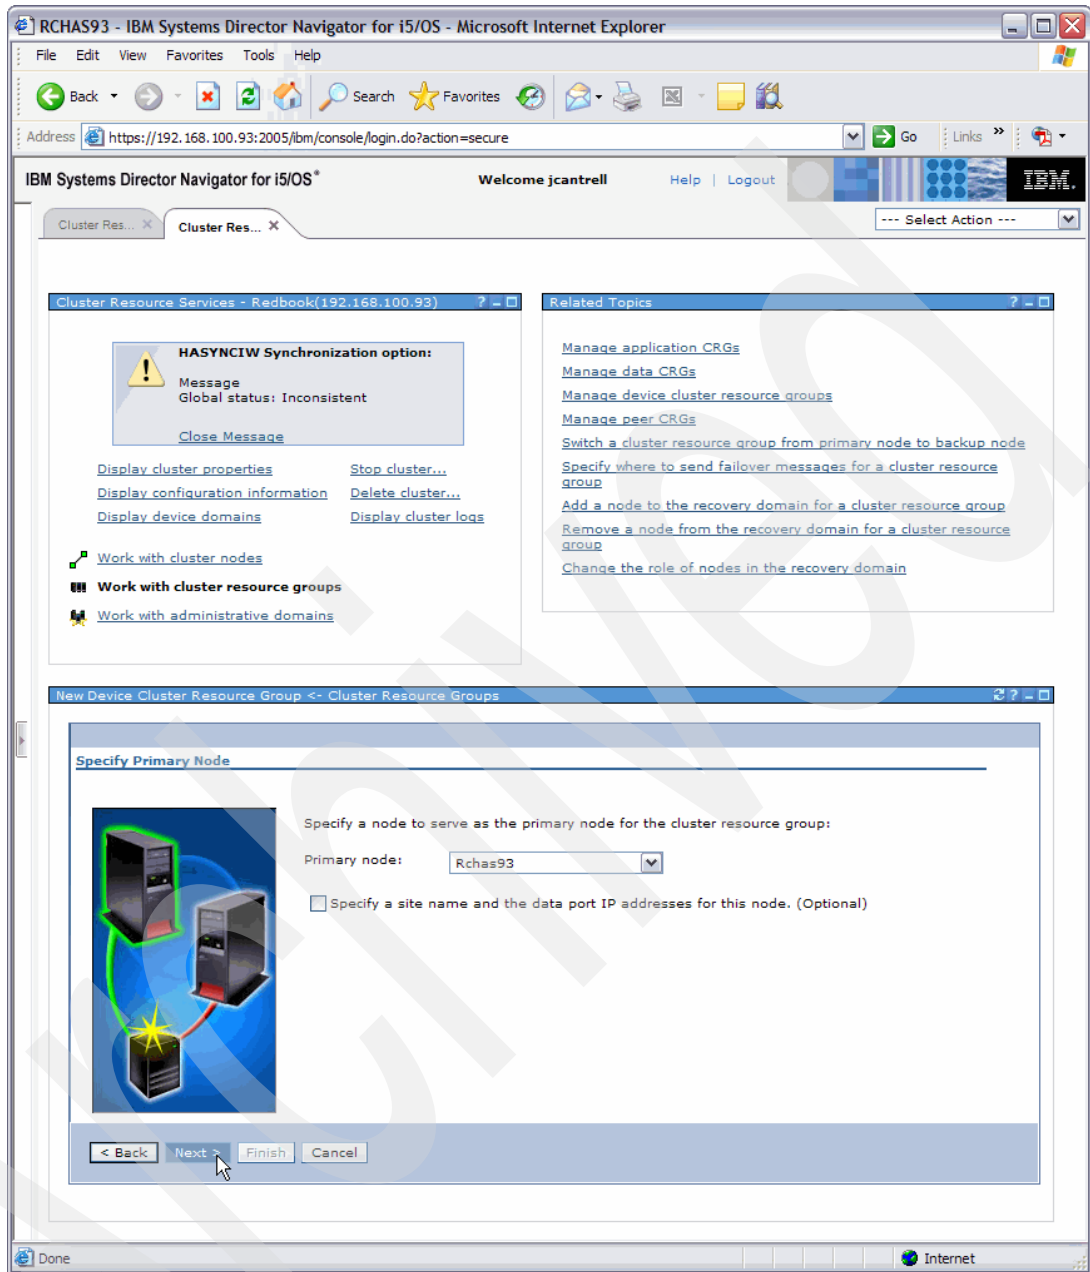 RCHAS93 - IBM Systems Director Navigator for i5/OS - Microsoft Internet Explorer
File Edit View Favorites Tools Help
Back Search Favorites
Address https://192.168.100.93:2005/ibm/console/login.do?action=secure Go Links »
IBM Systems Director Navigator for i5/OS® Welcome jcantrell Help | Logout IBM.
Cluster Res... Cluster Res... --- Select Action ---
Cluster Resource Services - Redbook(192.168.100.93) ?
HASYNCIW Synchronization option:
Message
Global status: Inconsistent
Close Message
Display cluster properties Stop cluster...
Display configuration information Delete cluster...
Display device domains Display cluster logs
Work with cluster nodes
Work with cluster resource groups
Work with administrative domains
Related Topics ?
Manage application CRGs
Manage data CRGs
Manage device cluster resource groups
Manage peer CRGs
Switch a cluster resource group from primary node to backup node
Specify where to send failover messages for a cluster resource
group
Add a node to the recovery domain for a cluster resource group
Remove a node from the recovery domain for a cluster resource
group
Change the role of nodes in the recovery domain
New Device Cluster Resource Group <- Cluster Resource Groups ?
Specify Primary Node
Specify a node to serve as the primary node for the cluster resource group:
Primary node: Rchas93
Specify a site name and the data port IP addresses for this node. (Optional)
< Back Next > Finish Cancel
Done Internet